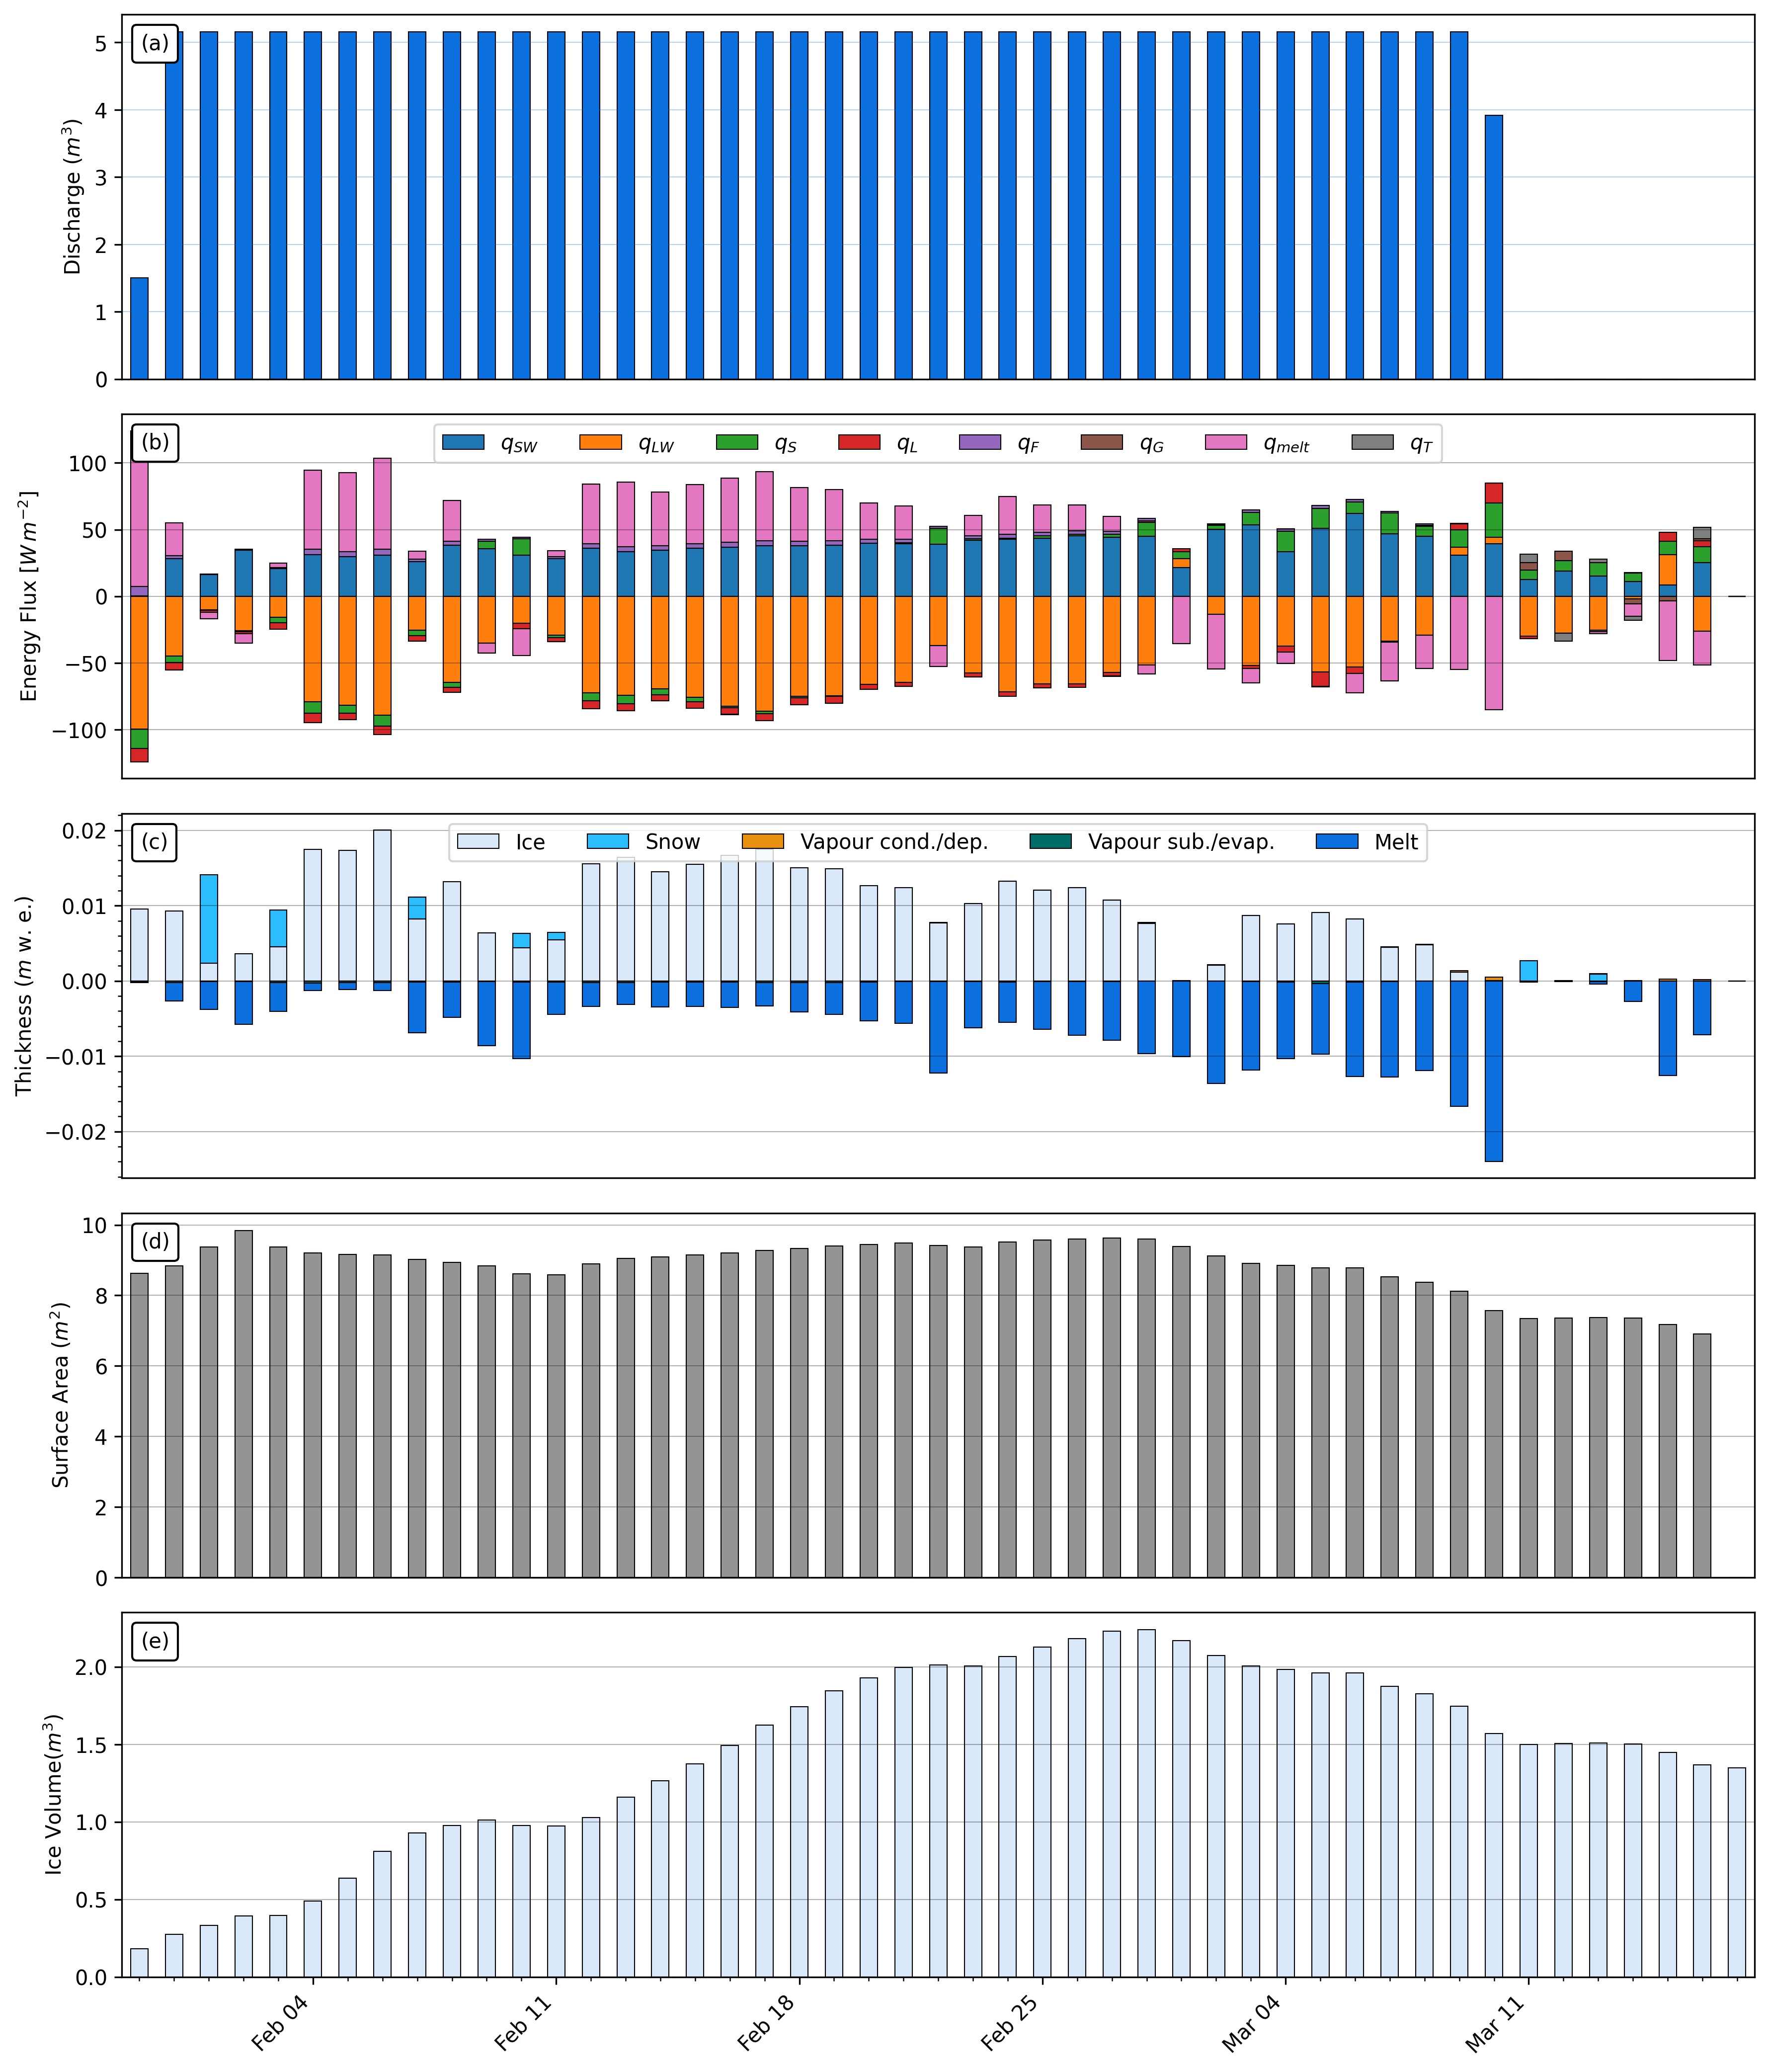 (a)
5
4
3
2
1
0
Discharge (m³)
(b)
q_SW q_LW q_S q_L q_F q_G q_melt q_T
100
50
0
−50
−100
Energy Flux [W m⁻²]
(c)
Ice Snow Vapour cond./dep. Vapour sub./evap. Melt
0.02
0.01
0.00
−0.01
−0.02
Thickness (m w. e.)
(d)
10
8
6
4
2
0
Surface Area (m²)
(e)
2.0
1.5
1.0
0.5
0.0
Ice Volume(m³)
Feb 04 Feb 11 Feb 18 Feb 25 Mar 04 Mar 11